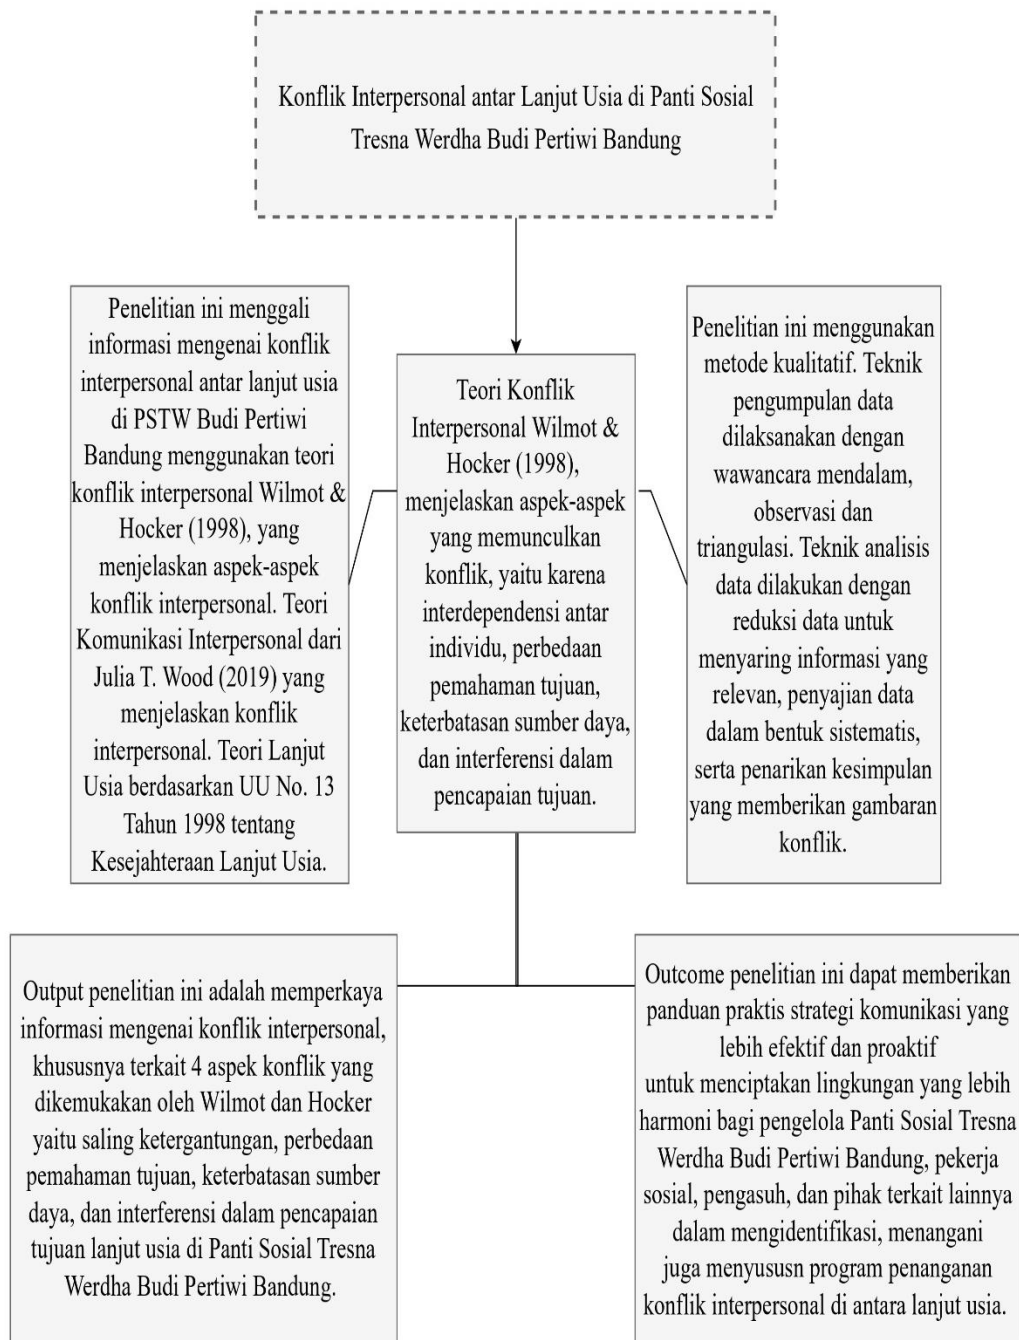 Konflik Interpersonal antar Lanjut Usia di Panti Sosial
Tresna Werdha Budi Pertiwi Bandung
Penelitian ini menggali
informasi mengenai konflik
interpersonal antar lanjut usia
di PSTW Budi Pertiwi
Bandung menggunakan teori
konflik interpersonal Wilmot &
Hocker (1998), yang
menjelaskan aspek-aspek
konflik interpersonal. Teori
Komunikasi Interpersonal dari
Julia T. Wood (2019) yang
menjelaskan konflik
interpersonal. Teori Lanjut
Usia berdasarkan UU No. 13
Tahun 1998 tentang
Kesejahteraan Lanjut Usia.
Teori Konflik
Interpersonal Wilmot &
Hocker (1998),
menjelaskan aspek-aspek
yang memunculkan
konflik, yaitu karena
interdependensi antar
individu, perbedaan
pemahaman tujuan,
keterbatasan sumber daya,
dan interferensi dalam
pencapaian tujuan.
Penelitian ini menggunakan
metode kualitatif. Teknik
pengumpulan data
dilaksanakan dengan
wawancara mendalam,
observasi dan
triangulasi. Teknik analisis
data dilakukan dengan
reduksi data untuk
menyaring informasi yang
relevan, penyajian data
dalam bentuk sistematis,
serta penarikan kesimpulan
yang memberikan gambaran
konflik.
Output penelitian ini adalah memperkaya
informasi mengenai konflik interpersonal,
khususnya terkait 4 aspek konflik yang
dikemukakan oleh Wilmot dan Hocker
yaitu saling ketergantungan, perbedaan
pemahaman tujuan, keterbatasan sumber
daya, dan interferensi dalam pencapaian
tujuan lanjut usia di Panti Sosial Tresna
Werdha Budi Pertiwi Bandung.
Outcome penelitian ini dapat memberikan
panduan praktis strategi komunikasi yang
lebih efektif dan proaktif
untuk menciptakan lingkungan yang lebih
harmoni bagi pengelola Panti Sosial Tresna
Werdha Budi Pertiwi Bandung, pekerja
sosial, pengasuh, dan pihak terkait lainnya
dalam mengidentifikasi, menangani
juga menyususn program penanganan
konflik interpersonal di antara lanjut usia.